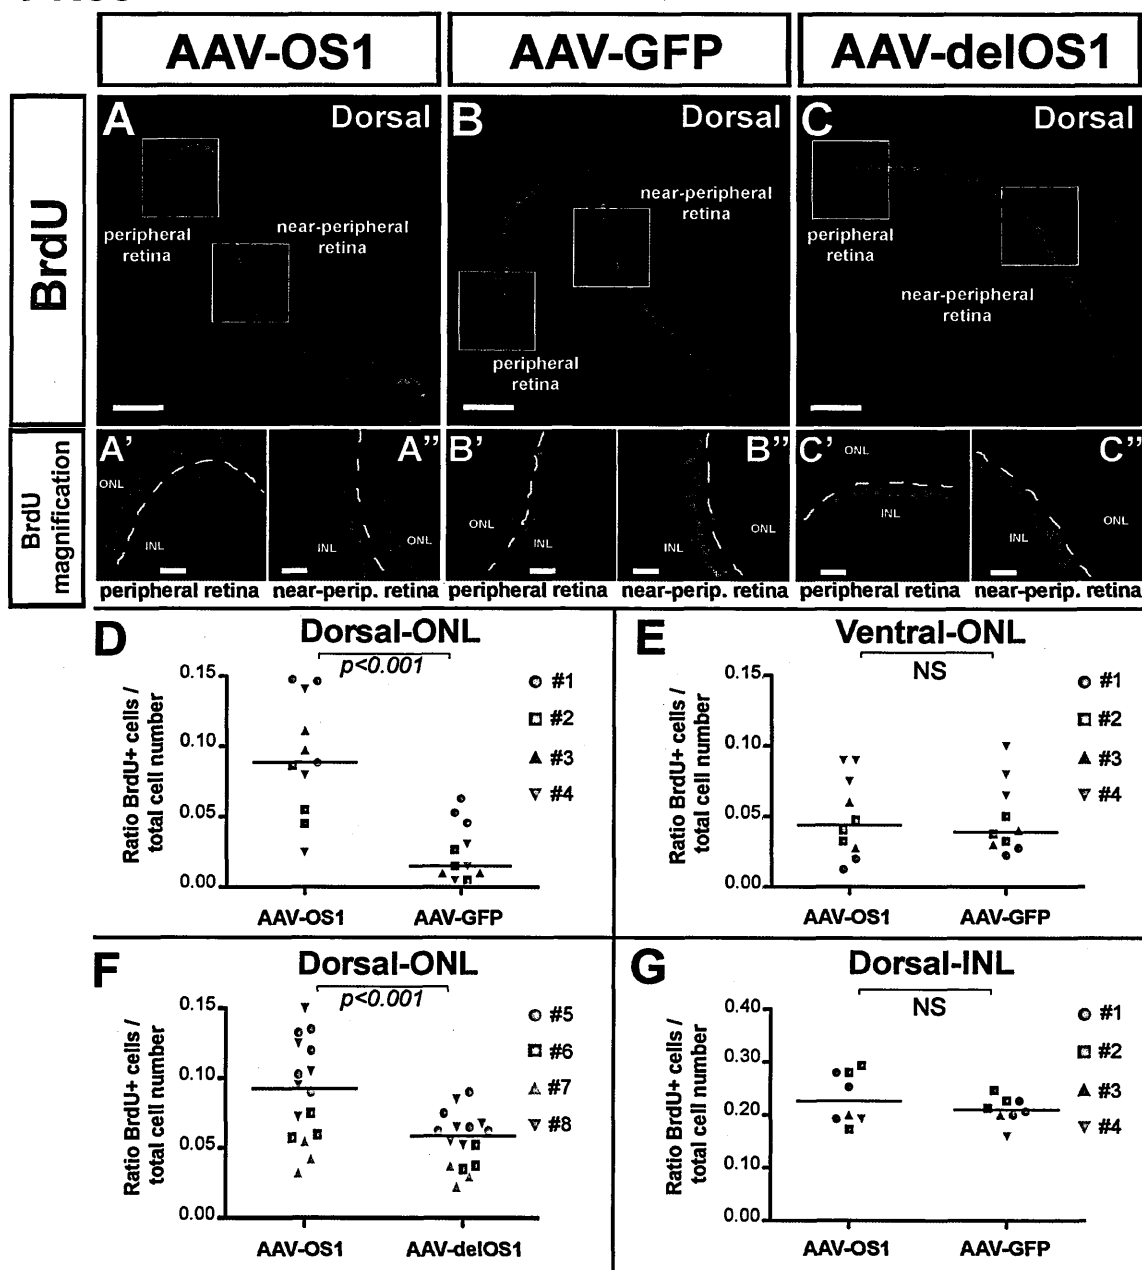 AAV-OS1
AAV-GFP
AAV-delOS1
BrdU
A
Dorsal
peripheral
retina
near-peripheral
retina
B
Dorsal
near-peripheral
retina
peripheral
retina
C
Dorsal
peripheral
retina
near-peripheral
retina
BrdU
magnification
A'
ONL
INL
peripheral retina
A''
INL
ONL
near-perip. retina
B'
ONL
INL
peripheral retina
B''
INL
ONL
near-perip. retina
C'
ONL
INL
peripheral retina
C''
INL
ONL
near-perip. retina
D
Dorsal-ONL
p<0.001
Ratio BrdU+ cells /
total cell number
0.15
0.10
0.05
0.00
AAV-OS1
AAV-GFP
#1
#2
#3
#4
E
Ventral-ONL
NS
Ratio BrdU+ cells /
total cell number
0.15
0.10
0.05
0.00
AAV-OS1
AAV-GFP
#1
#2
#3
#4
F
Dorsal-ONL
p<0.001
Ratio BrdU+ cells /
total cell number
0.15
0.10
0.05
0.00
AAV-OS1
AAV-delOS1
#5
#6
#7
#8
G
Dorsal-INL
NS
Ratio BrdU+ cells /
total cell number
0.40
0.30
0.20
0.10
0.00
AAV-OS1
AAV-GFP
#1
#2
#3
#4